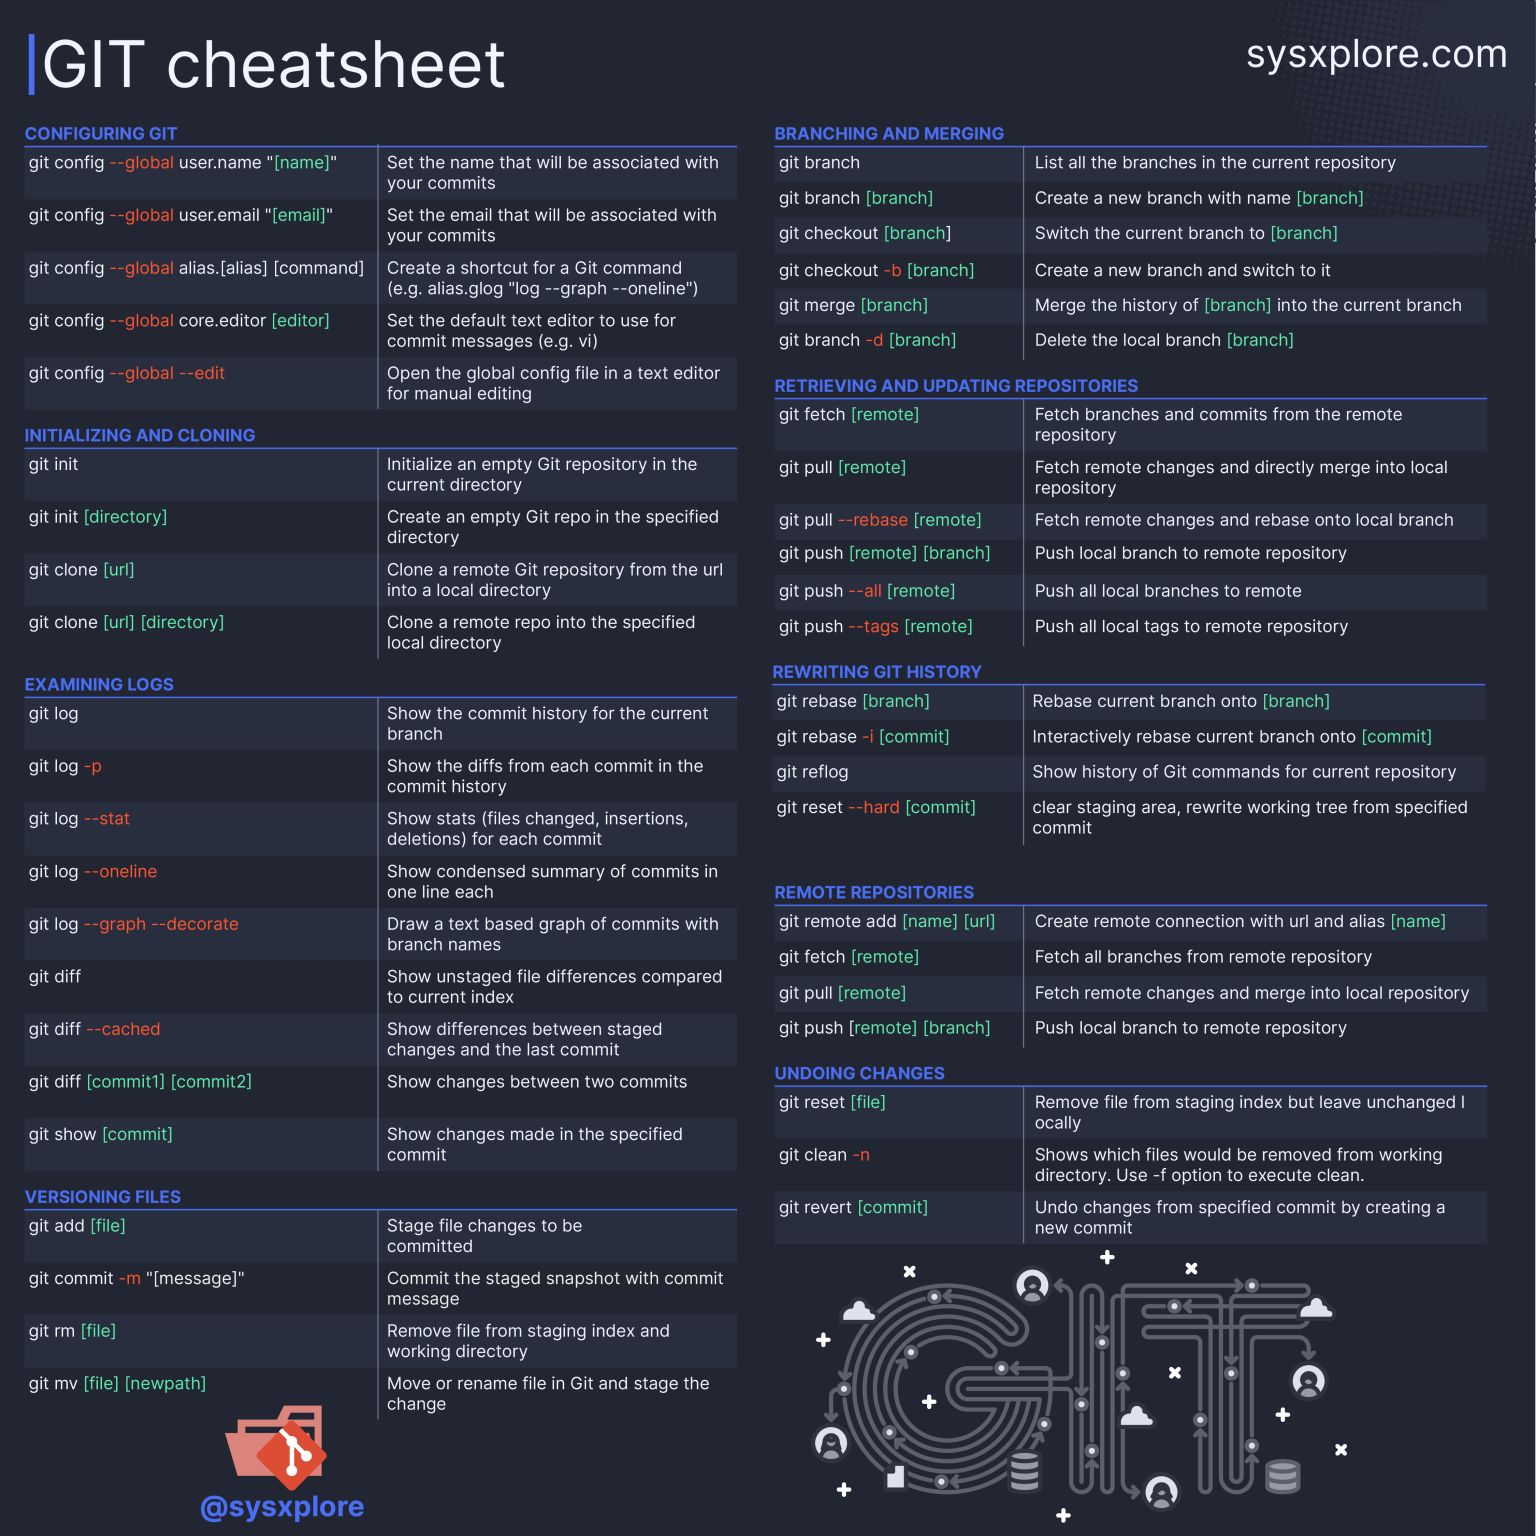 GIT cheatsheet
sysxplore.com
CONFIGURING GIT
git config --global user.name "[name]"
Set the name that will be associated with
your commits
git config --global user.email "[email]"
Set the email that will be associated with
your commits
git config --global alias.[alias] [command]
Create a shortcut for a Git command
(e.g. alias.glog "log --graph --oneline")
git config --global core.editor [editor]
Set the default text editor to use for
commit messages (e.g. vi)
git config --global --edit
Open the global config file in a text editor
for manual editing
INITIALIZING AND CLONING
git init
Initialize an empty Git repository in the
current directory
git init [directory]
Create an empty Git repo in the specified
directory
git clone [url]
Clone a remote Git repository from the url
into a local directory
git clone [url] [directory]
Clone a remote repo into the specified
local directory
EXAMINING LOGS
git log
Show the commit history for the current
branch
git log -p
Show the diffs from each commit in the
commit history
git log --stat
Show stats (files changed, insertions,
deletions) for each commit
git log --oneline
Show condensed summary of commits in
one line each
git log --graph --decorate
Draw a text based graph of commits with
branch names
git diff
Show unstaged file differences compared
to current index
git diff --cached
Show differences between staged
changes and the last commit
git diff [commit1] [commit2]
Show changes between two commits
git show [commit]
Show changes made in the specified
commit
VERSIONING FILES
git add [file]
Stage file changes to be
committed
git commit -m "[message]"
Commit the staged snapshot with commit
message
git rm [file]
Remove file from staging index and
working directory
git mv [file] [newpath]
Move or rename file in Git and stage the
change
@sysxplore
BRANCHING AND MERGING
git branch
List all the branches in the current repository
git branch [branch]
Create a new branch with name [branch]
git checkout [branch]
Switch the current branch to [branch]
git checkout -b [branch]
Create a new branch and switch to it
git merge [branch]
Merge the history of [branch] into the current branch
git branch -d [branch]
Delete the local branch [branch]
RETRIEVING AND UPDATING REPOSITORIES
git fetch [remote]
Fetch branches and commits from the remote
repository
git pull [remote]
Fetch remote changes and directly merge into local
repository
git pull --rebase [remote]
Fetch remote changes and rebase onto local branch
git push [remote] [branch]
Push local branch to remote repository
git push --all [remote]
Push all local branches to remote
git push --tags [remote]
Push all local tags to remote repository
REWRITING GIT HISTORY
git rebase [branch]
Rebase current branch onto [branch]
git rebase -i [commit]
Interactively rebase current branch onto [commit]
git reflog
Show history of Git commands for current repository
git reset --hard [commit]
clear staging area, rewrite working tree from specified
commit
REMOTE REPOSITORIES
git remote add [name] [url]
Create remote connection with url and alias [name]
git fetch [remote]
Fetch all branches from remote repository
git pull [remote]
Fetch remote changes and merge into local repository
git push [remote] [branch]
Push local branch to remote repository
UNDOING CHANGES
git reset [file]
Remove file from staging index but leave unchanged l
ocally
git clean -n
Shows which files would be removed from working
directory. Use -f option to execute clean.
git revert [commit]
Undo changes from specified commit by creating a
new commit
GIT